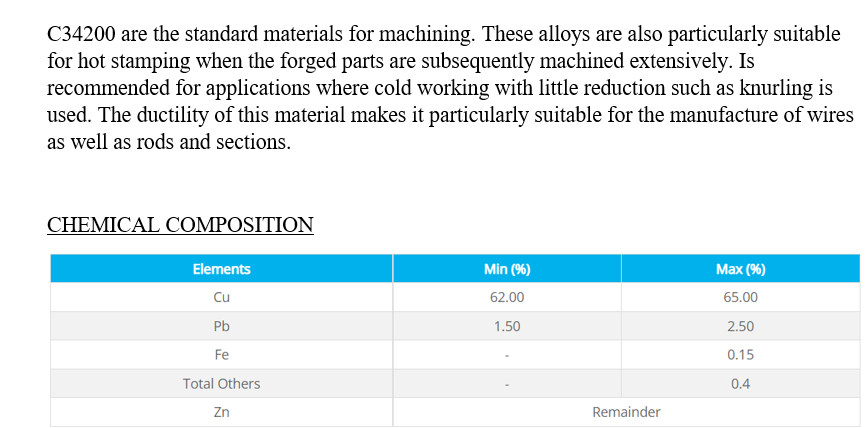 C34200 are the standard materials for machining. These alloys are also particularly suitable
for hot stamping when the forged parts are subsequently machined extensively. Is
recommended for applications where cold working with little reduction such as knurling is
used. The ductility of this material makes it particularly suitable for the manufacture of wires
as well as rods and sections.
CHEMICAL COMPOSITION
Elements Min (%) Max (%)
Cu 62.00 65.00
Pb 1.50 2.50
Fe - 0.15
Total Others - 0.4
Zn Remainder